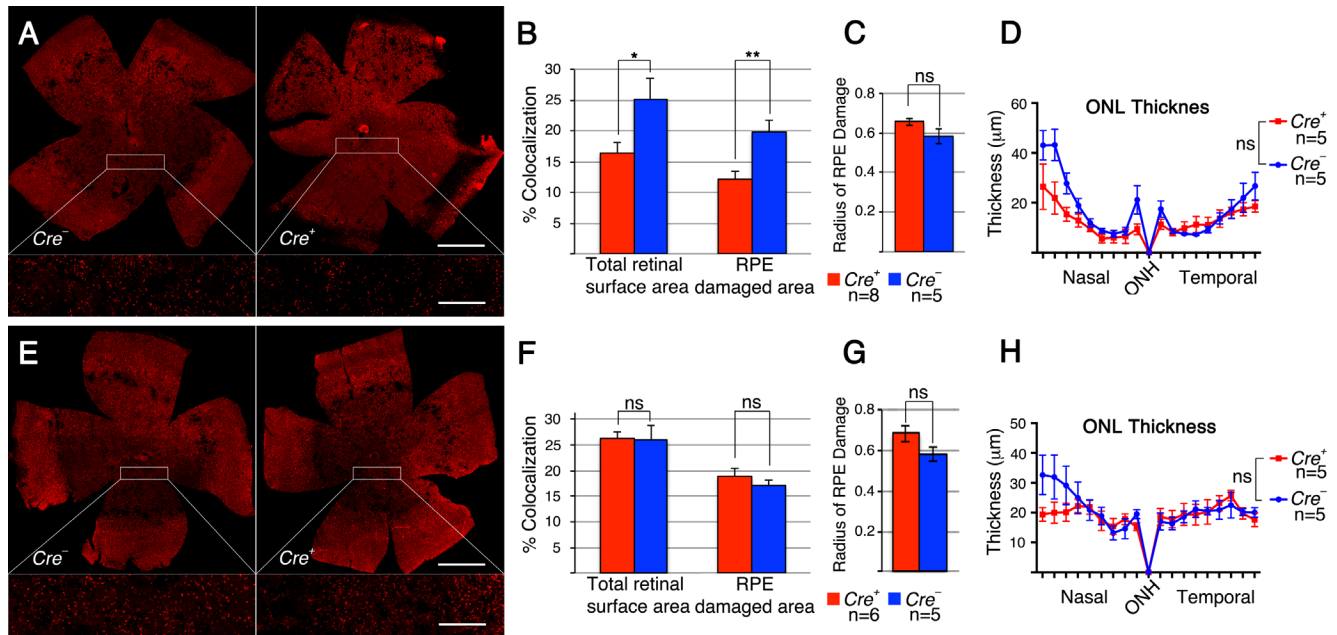 A
Cre⁻
Cre⁺
B
*
**
% Colocalization
30
25
20
15
10
5
Total retinal
surface area
RPE
damaged area
C
ns
Radius of RPE Damage
0.8
0.6
0.4
0.2
Cre⁺
n=8
Cre⁻
n=5
D
ONL Thicknes
Thickness (μm)
60
40
20
Nasal
ONH
Temporal
ns
Cre⁺
n=5
Cre⁻
n=5
E
Cre⁻
Cre⁺
F
ns
ns
% Colocalization
30
25
20
15
10
5
Total retinal
surface area
RPE
damaged area
G
ns
Radius of RPE Damage
0.8
0.6
0.4
0.2
Cre⁺
n=6
Cre⁻
n=5
H
ONL Thickness
Thickness (μm)
50
40
30
20
10
Nasal
ONH
Temporal
ns
Cre⁺
n=5
Cre⁻
n=5